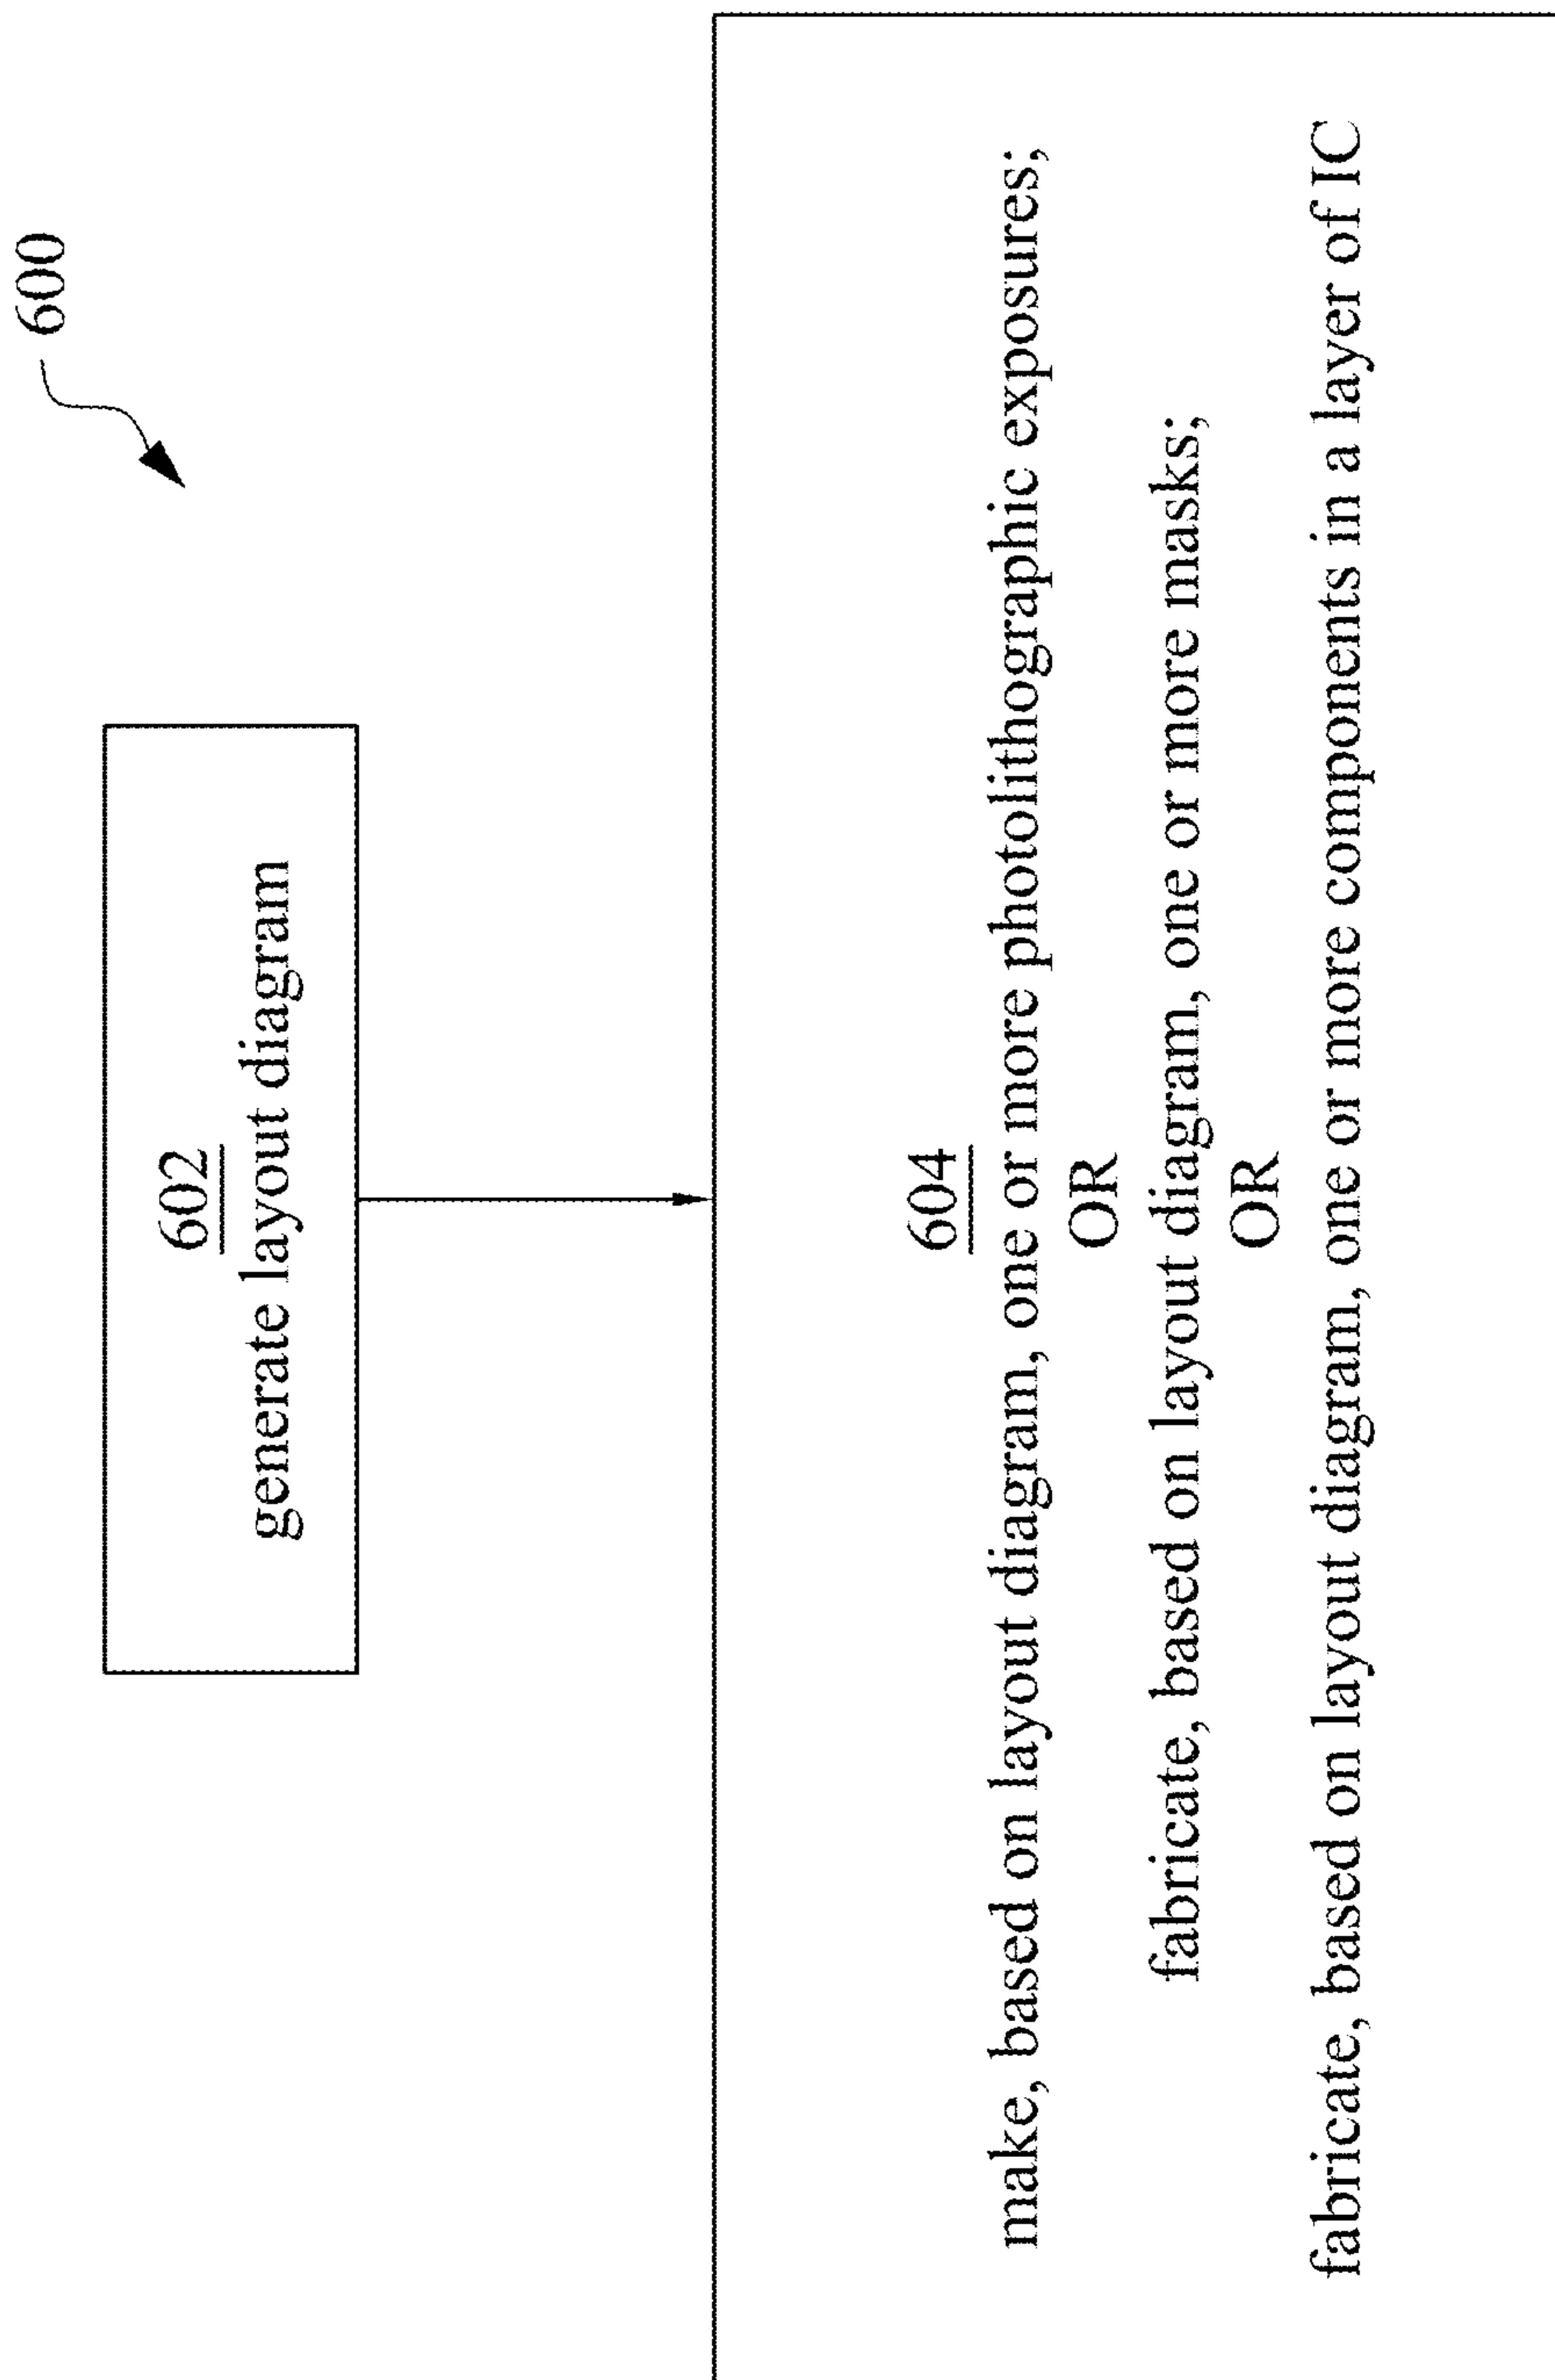 600
602
generate layout diagram
604
make, based on layout diagram, one or more photolithographic exposures;
OR
fabricate, based on layout diagram, one or more masks;
OR
fabricate, based on layout diagram, one or more components in a layer of IC